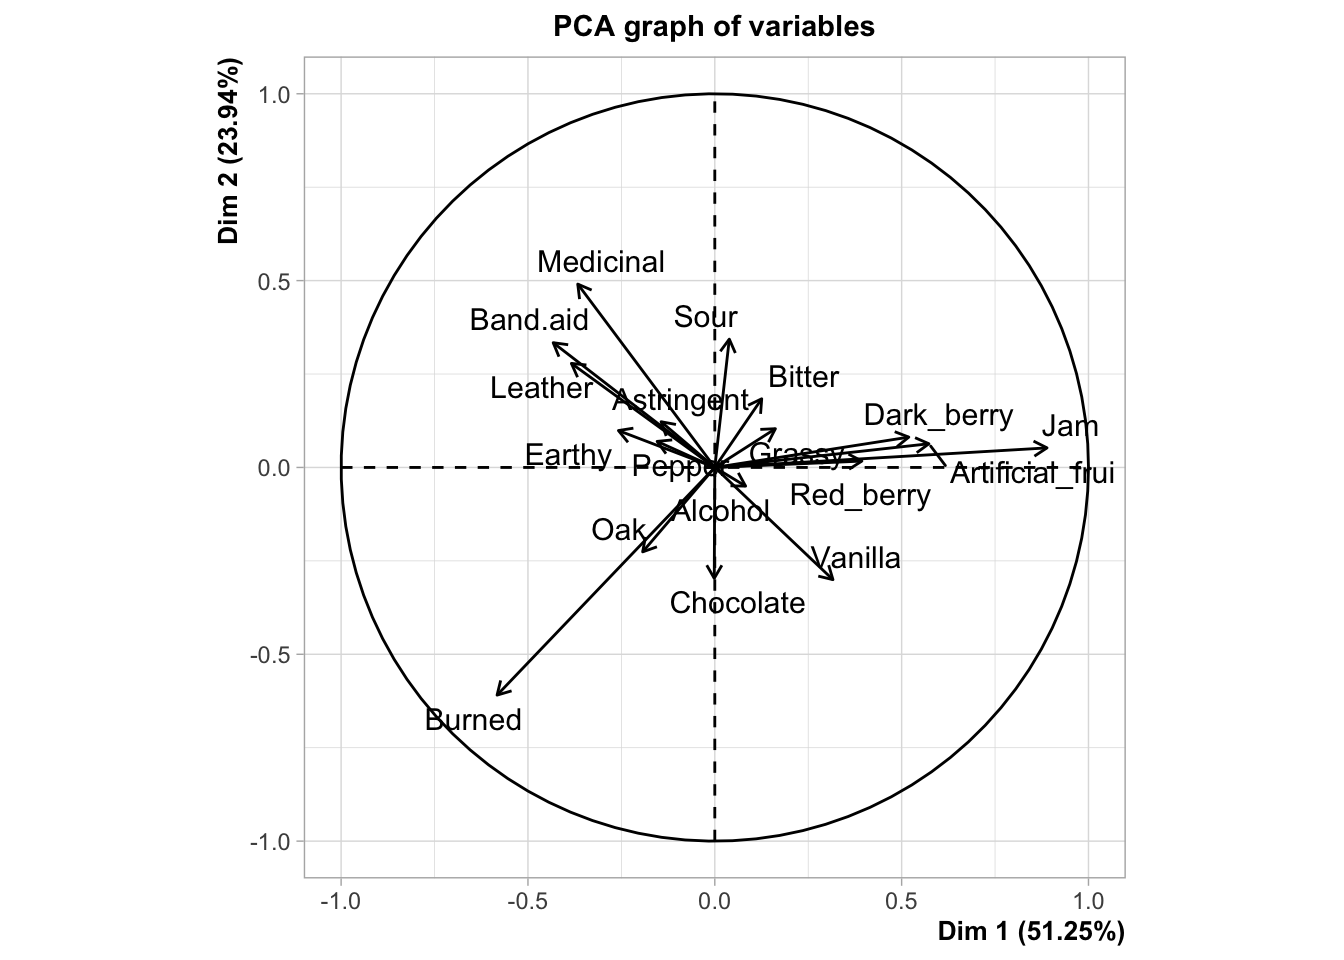 PCA graph of variables
Dim 2 (23.94%)
1.0
0.5
0.0
-0.5
-1.0
Medicinal
Sour
Band.aid
Bitter
Leather
Astringent
Dark_berry
Jam
Earthy
Grassy
Peppe
Artificial_frui
Red_berry
Alcohol
Oak
Vanilla
Chocolate
Burned
-1.0
-0.5
0.0
0.5
1.0
Dim 1 (51.25%)